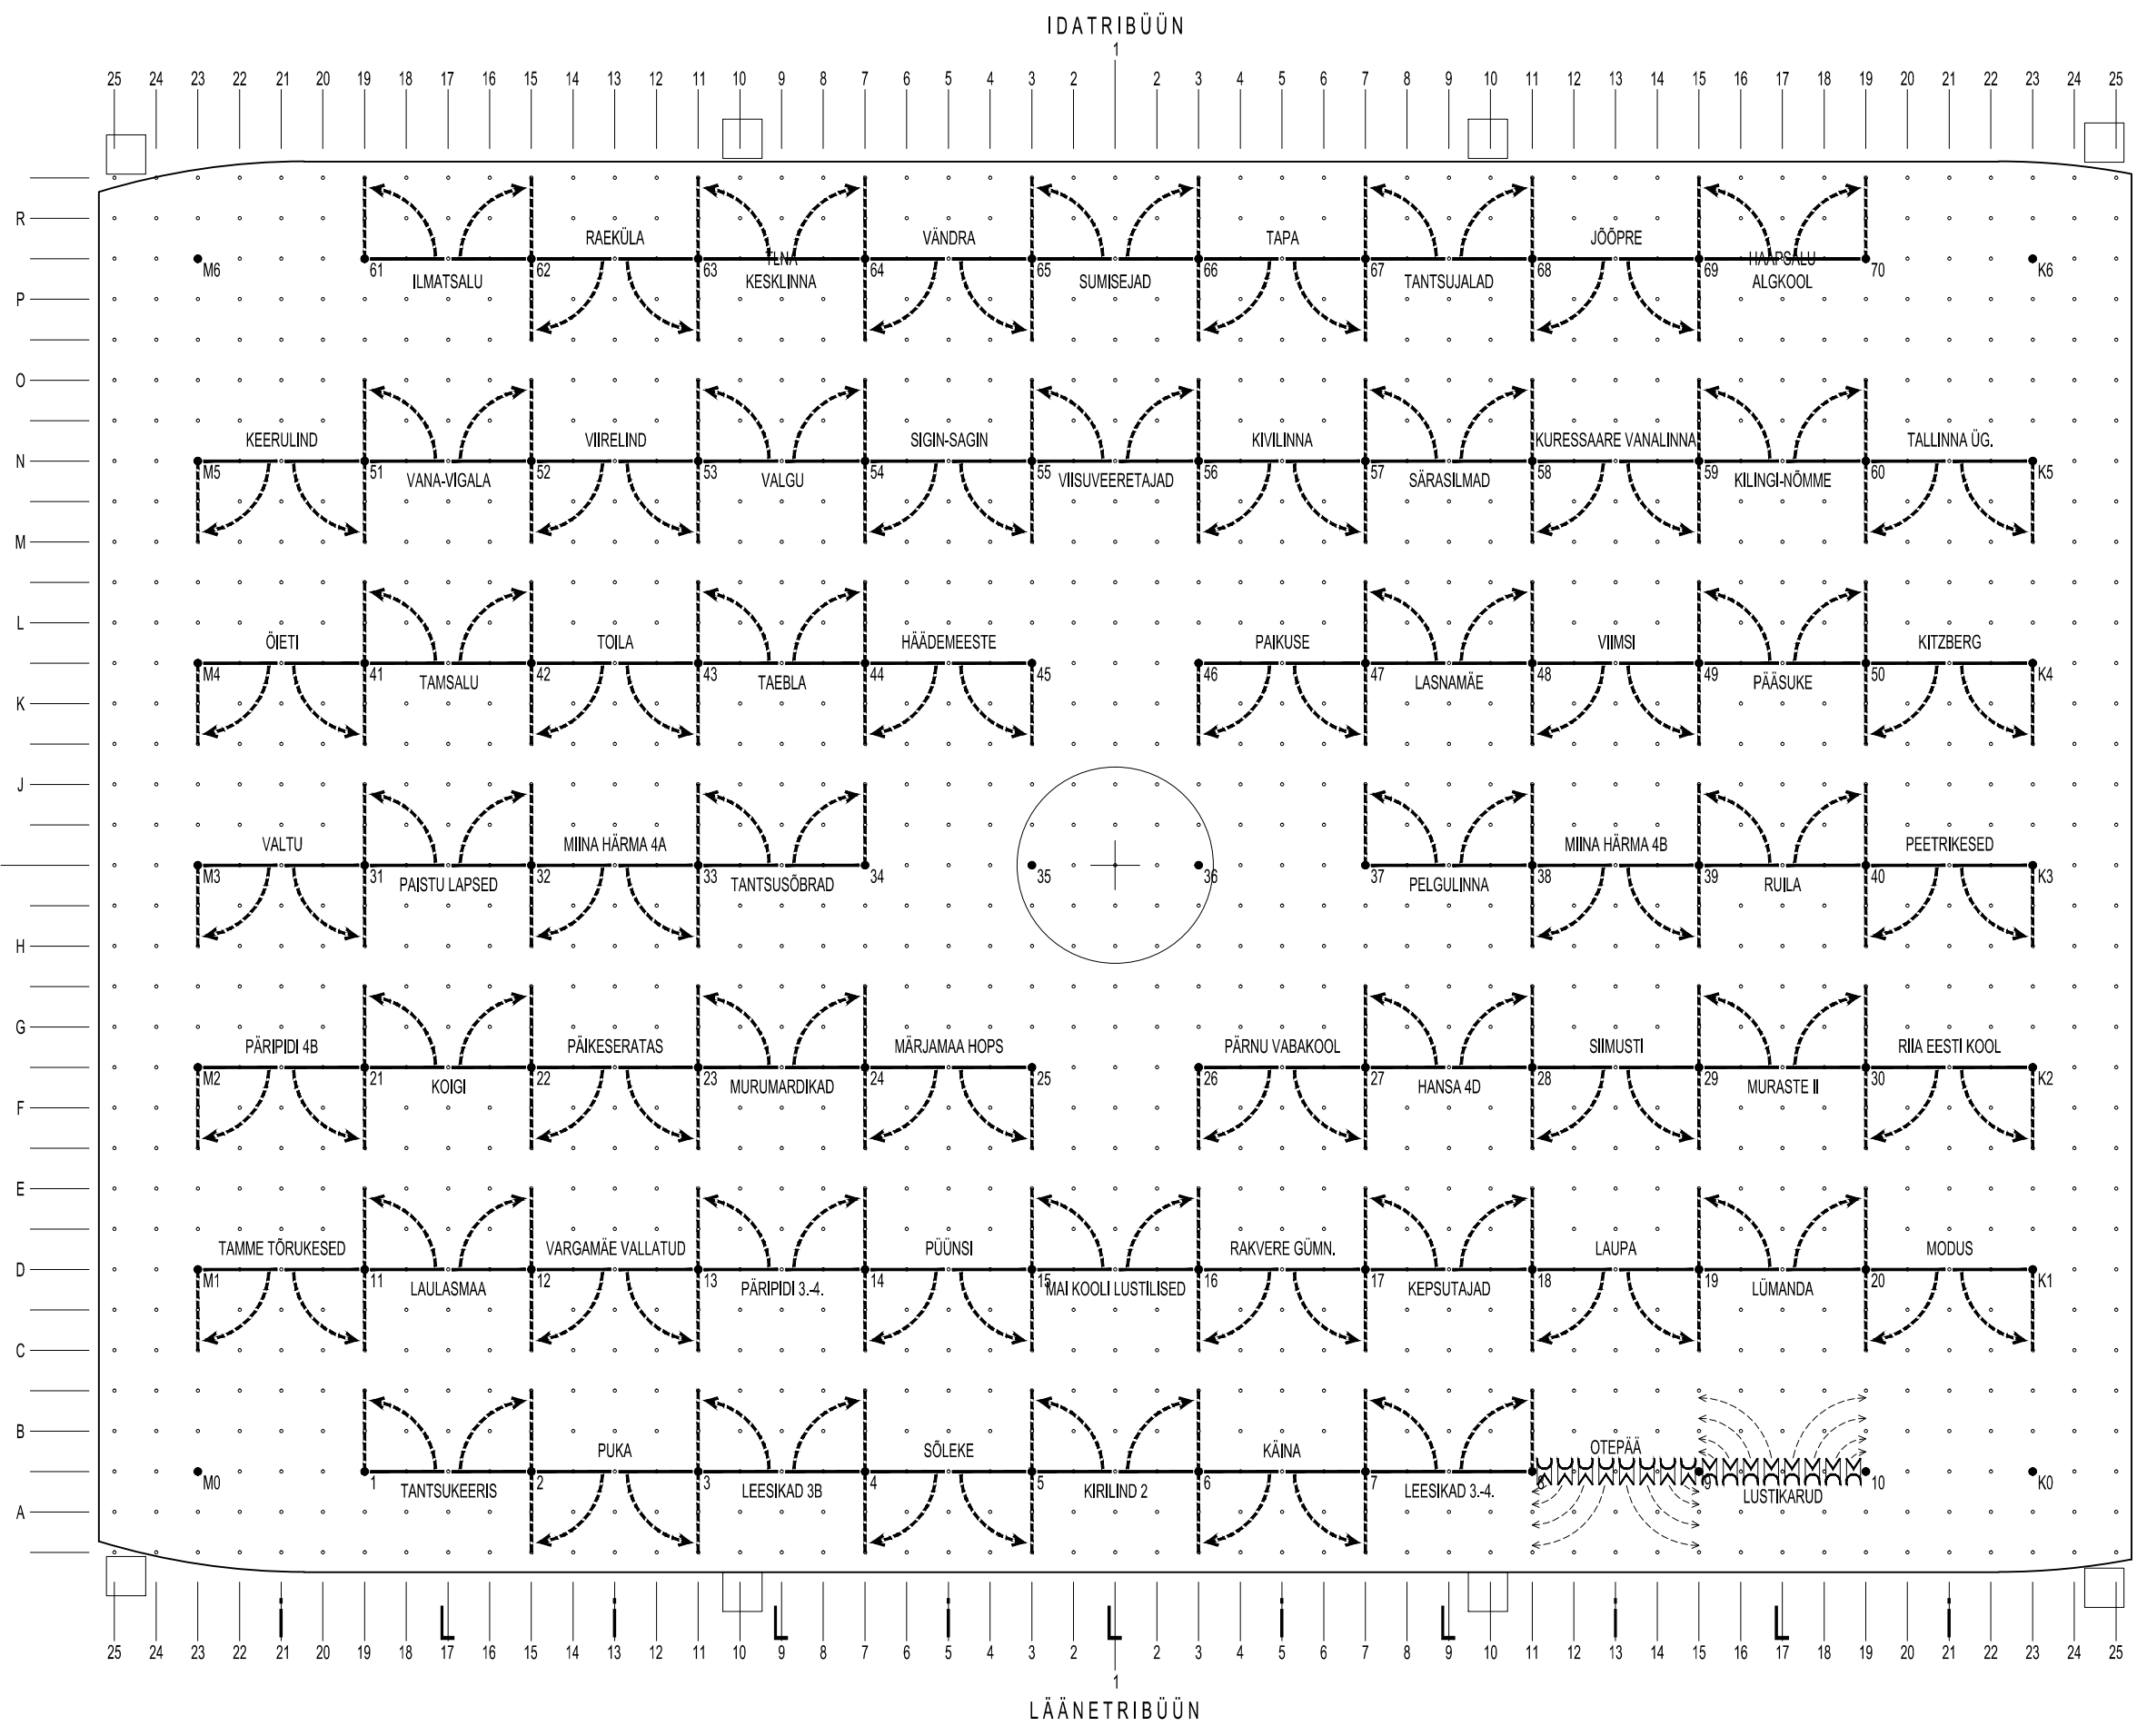 IDATRIBÜÜN
1
25 24 23 22 21 20 19 18 17 16 15 14 13 12 11 10 9 8 7 6 5 4 3 2 2 3 4 5 6 7 8 9 10 11 12 13 14 15 16 17 18 19 20 21 22 23 24 25
R
RAEKÜLA VÄNDRA TAPA JÖÖPRE
TLNA HAAPSALU
M6 61 62 63 64 65 66 67 68 69 70 K6
ILMATSALU KESKLINNA SUMISEJAD TANTSUJALAD ALGKOOL
P
O
KEERULIND VIIRELIND SIGIN-SAGIN KIVILINNA KURESSAARE VANALINNA TALLINNA ÜG.
N
M5 51 52 53 54 55 56 57 58 59 60 K5
VANA-VIGALA VALGU VIISUVEERETAJAD SÄRASILMAD KILINGI-NÕMME
M
L
ÖIETI TOILA HÄÄDEMEESTE PAIKUSE VIIMSI KITZBERG
M4 41 42 43 44 45 46 47 48 49 50 K4
TAMSALU TAEBLA LASNAMÄE PÄÄSUKE
K
J
VALTU MIINA HÄRMA 4A MIINA HÄRMA 4B PEETRIKESED
M3 31 32 33 34 35 36 37 38 39 40 K3
PAISTU LAPSED TANTSUSÕBRAD PELGULINNA RUILA
H
G
PÄRIPIDI 4B PÄIKESERATAS MÄRJAMAA HOPS PÄRNU VABAKOOL SIIMUSTI RIIA EESTI KOOL
M2 21 22 23 24 25 26 27 28 29 30 K2
KOIGI MURUMARDIKAD HANSA 4D MURASTE II
F
E
TAMME TÕRUKESED VARGAMÄE VALLATUD PÜÜNSI RAKVERE GÜMN. LAUPA MODUS
D
M1 11 12 13 14 15 16 17 18 19 20 K1
LAULASMAA PÄRIPIDI 3.-4. MAI KOOLI LUSTILISED KEPSUTAJAD LÜMANDA
C
B
PUKA SÕLEKE KÄINA OTEPÄÄ
M0 1 2 3 4 5 6 7 8 9 10 K0
TANTSUKEERIS LEESIKAD 3B KIRILIND 2 LEESIKAD 3.-4. LUSTIKARUD
A
I L I L I L I L I L I
25 24 23 22 21 20 19 18 17 16 15 14 13 12 11 10 9 8 7 6 5 4 3 2 2 3 4 5 6 7 8 9 10 11 12 13 14 15 16 17 18 19 20 21 22 23 24 25
1
LÄÄNETRIBÜÜN